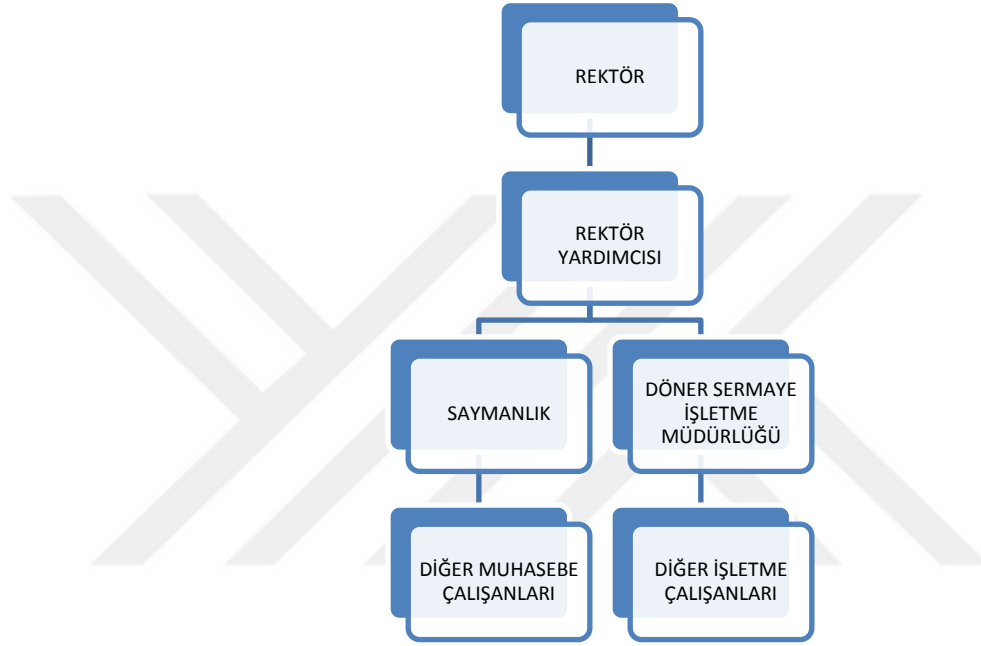 REKTÖR
REKTÖR
YARDIMCISI
SAYMANLIK
DÖNER SERMAYE
İŞLETME
MÜDÜRLÜĞÜ
DİĞER MUHASEBE
ÇALIŞANLARI
DİĞER İŞLETME
ÇALIŞANLARI